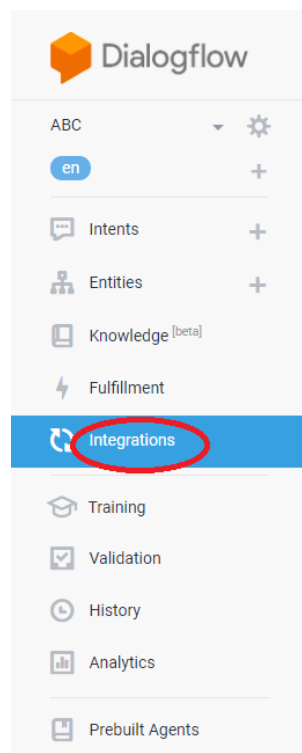 Dialogflow
ABC
en
Intents
Entities
Knowledge [beta]
Fulfillment
Integrations
Training
Validation
History
Analytics
Prebuilt Agents